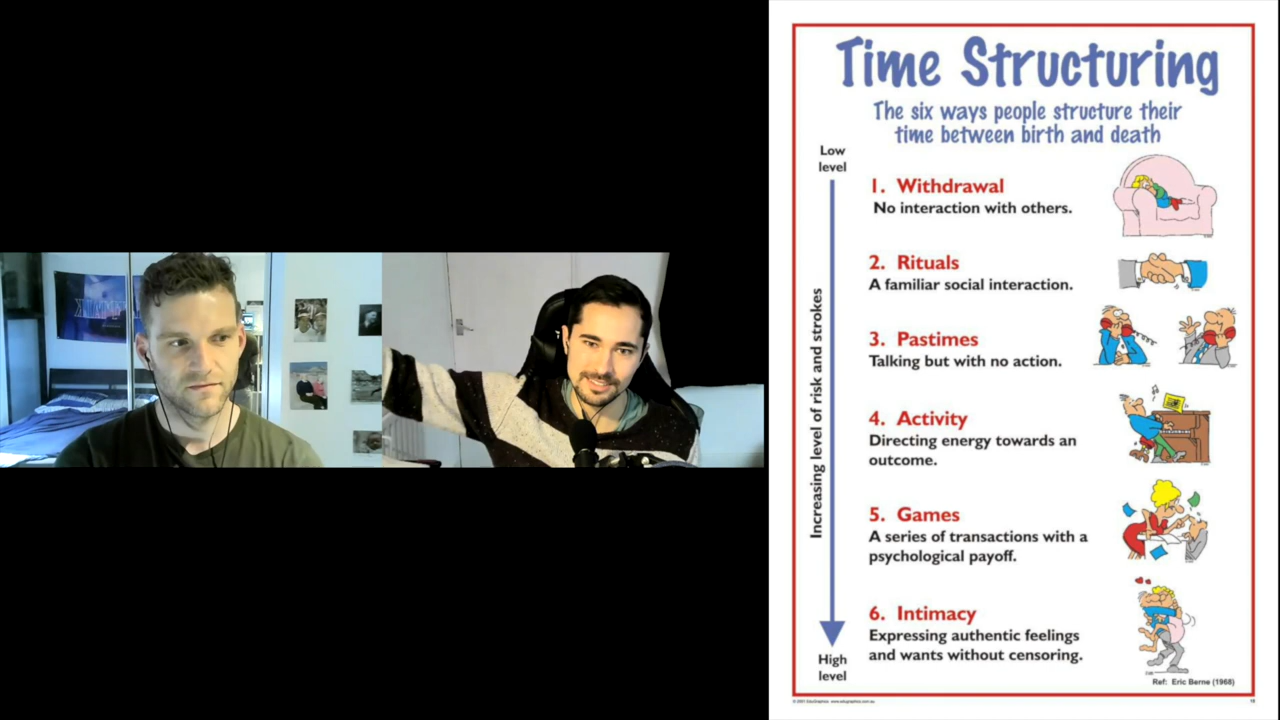 Time Structuring
The six ways people structure their
time between birth and death
Low
level
Increasing level of risk and strokes
1. Withdrawal
No interaction with others.
2. Rituals
A familiar social interaction.
3. Pastimes
Talking but with no action.
4. Activity
Directing energy towards an
outcome.
5. Games
A series of transactions with a
psychological payoff.
6. Intimacy
Expressing authentic feelings
and wants without censoring.
High
level
Ref: Eric Berne (1968)